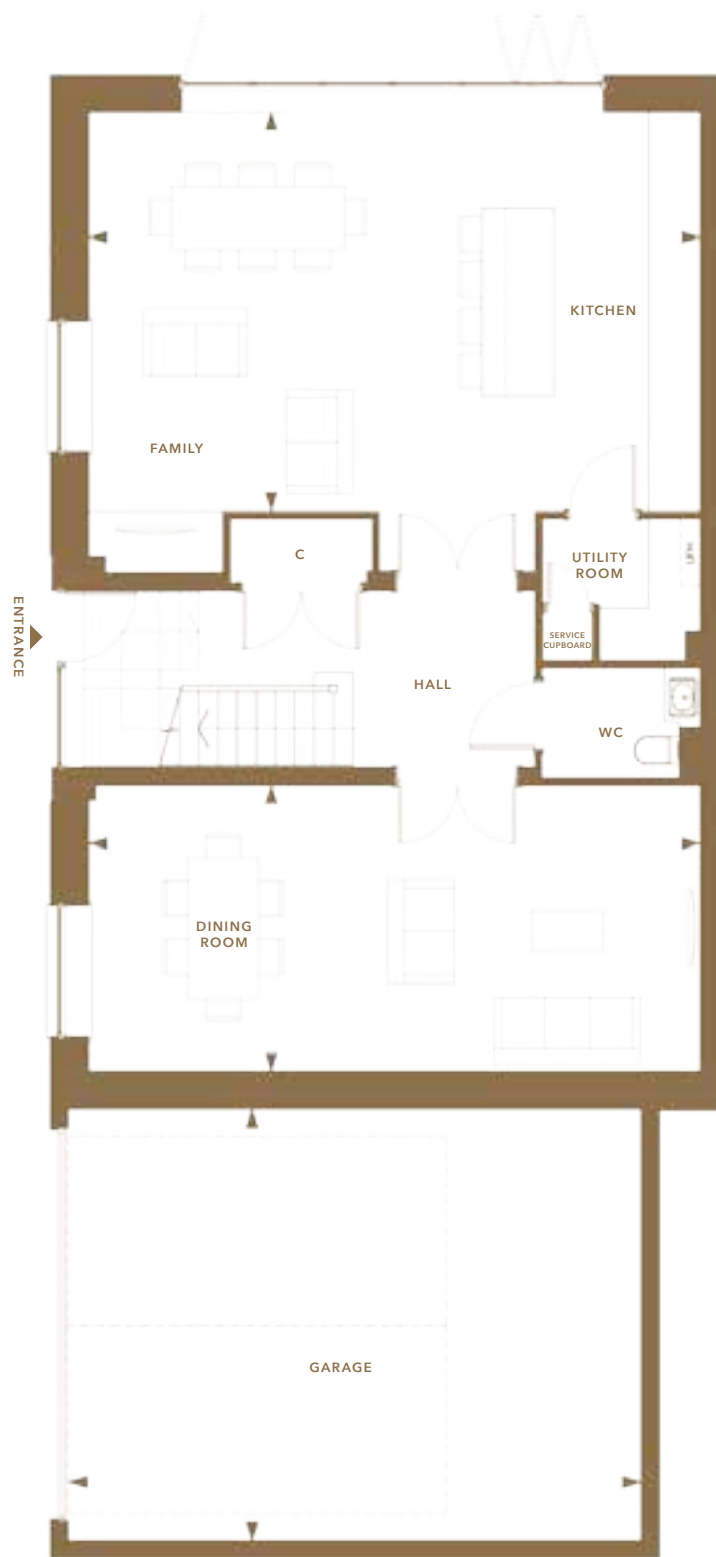 KITCHEN
FAMILY
C
UTILITY
ROOM
ENTRANCE
SERVICE
CUPBOARD
HALL
WC
DINING
ROOM
GARAGE